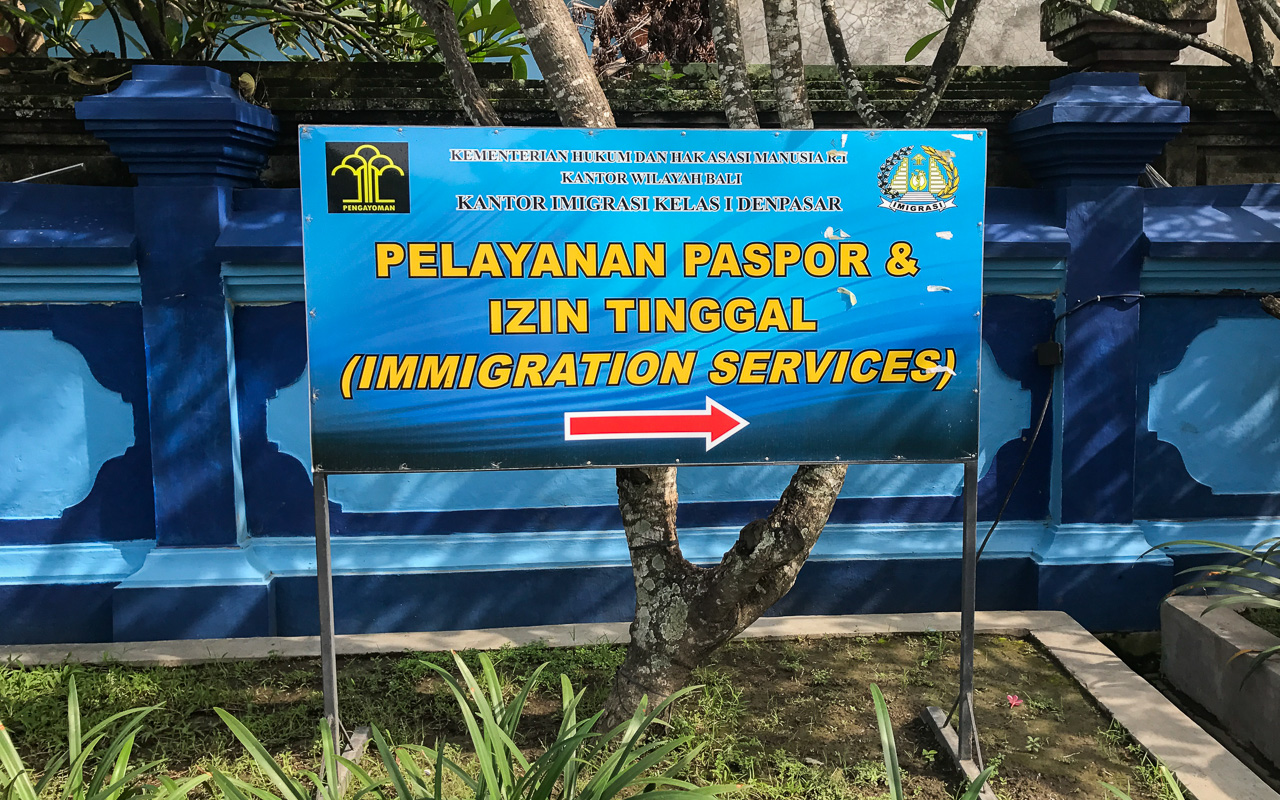 KEMENTERIAN HUKUM DAN HAK ASASI MANUSIA RI
KANTOR WILAYAH BALI
KANTOR IMIGRASI KELAS I DENPASAR
PENGAYOMAN
IMIGRASI
PELAYANAN PASPOR &
IZIN TINGGAL
(IMMIGRATION SERVICES)